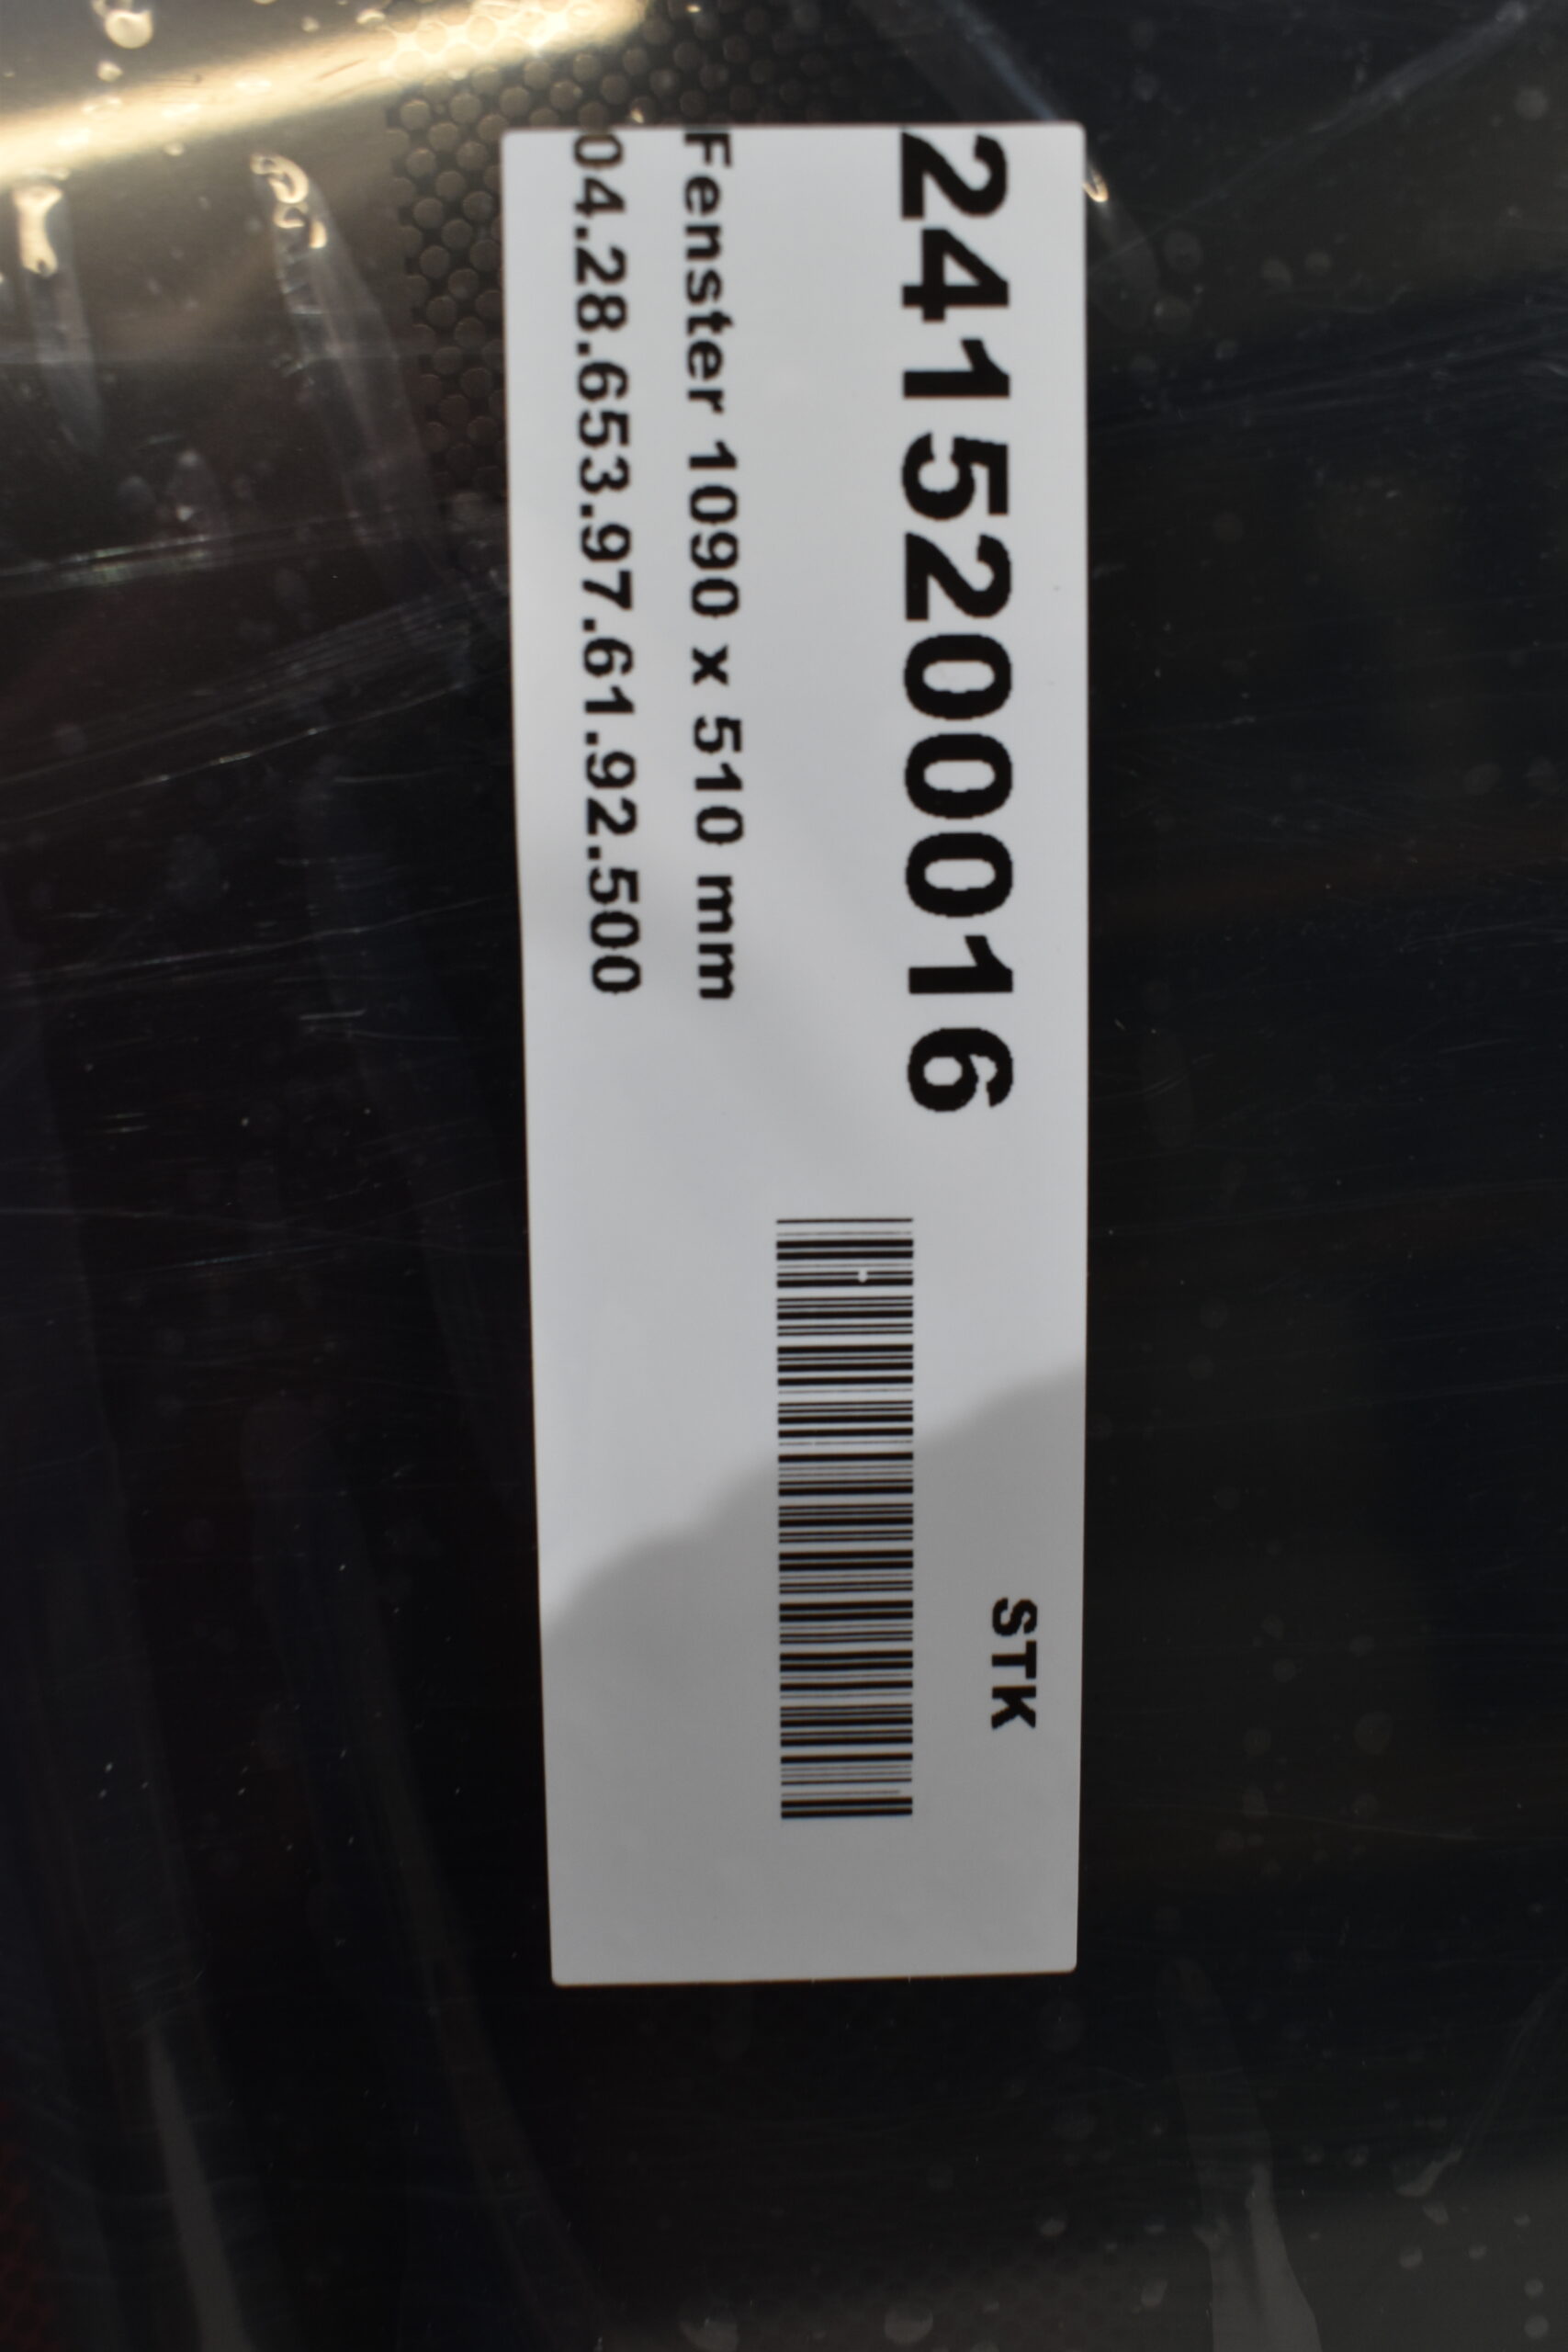 2415200016
STK
Fenster 1090 x 510 mm
04.28.653.97.61.92.500